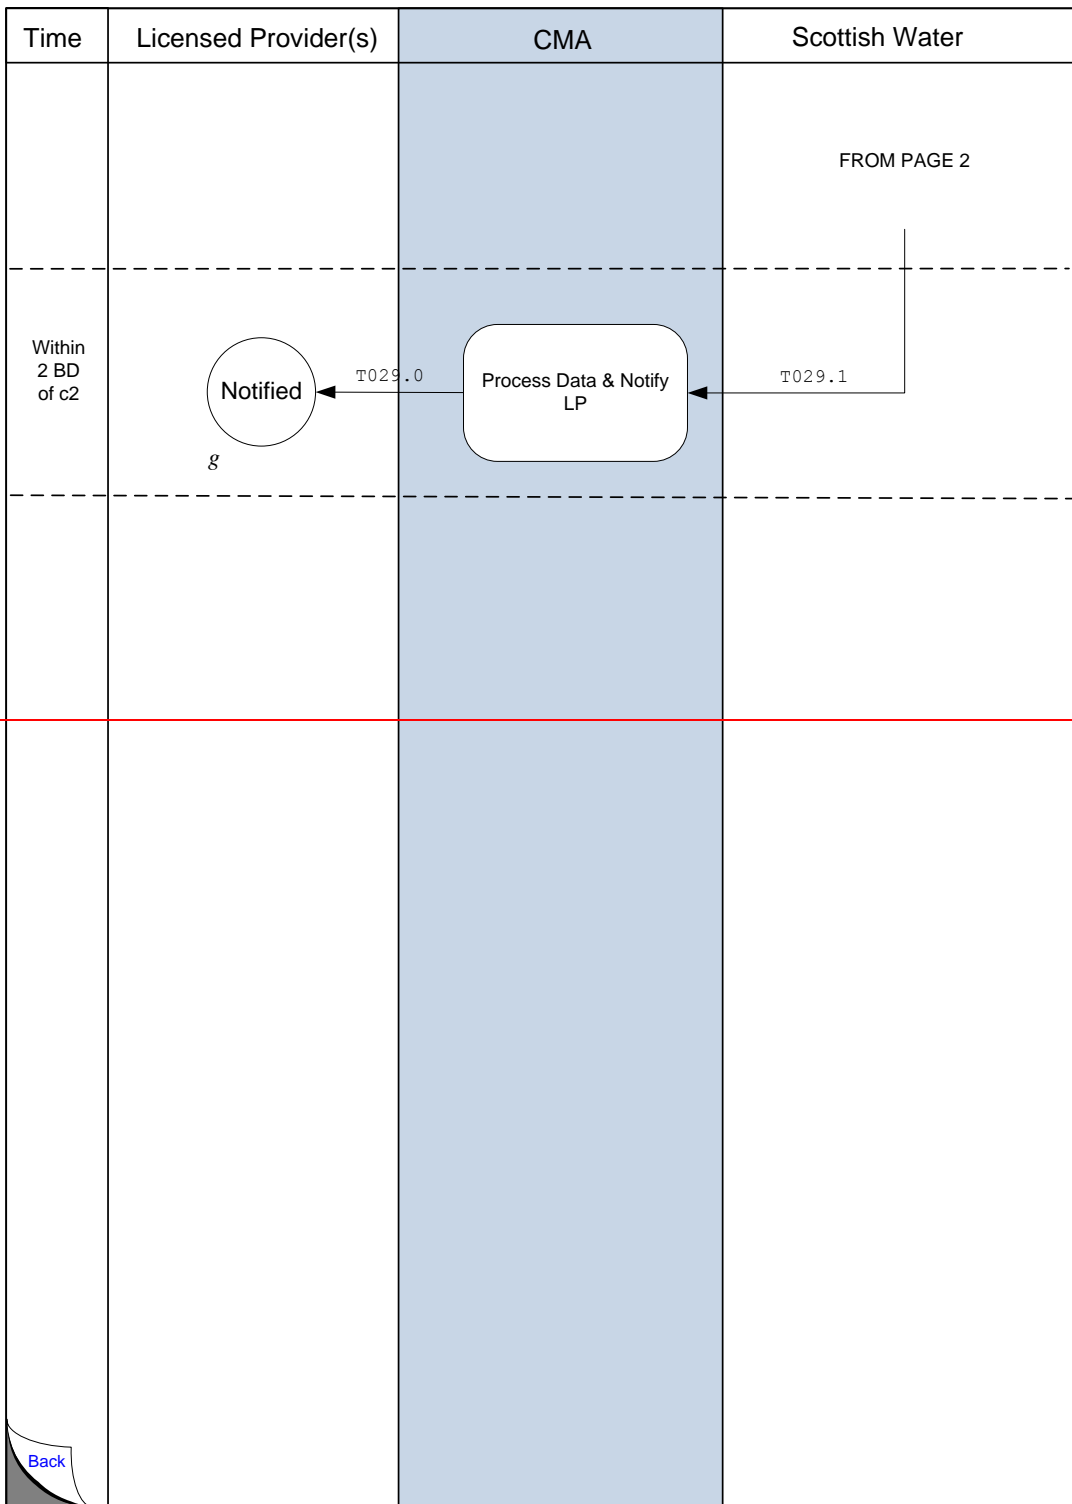 Time
Licensed Provider(s)
CMA
Scottish Water
FROM PAGE 2
Within
2 BD
of c2
Notified
T029.0
Process Data & Notify
LP
T029.1
g
Back